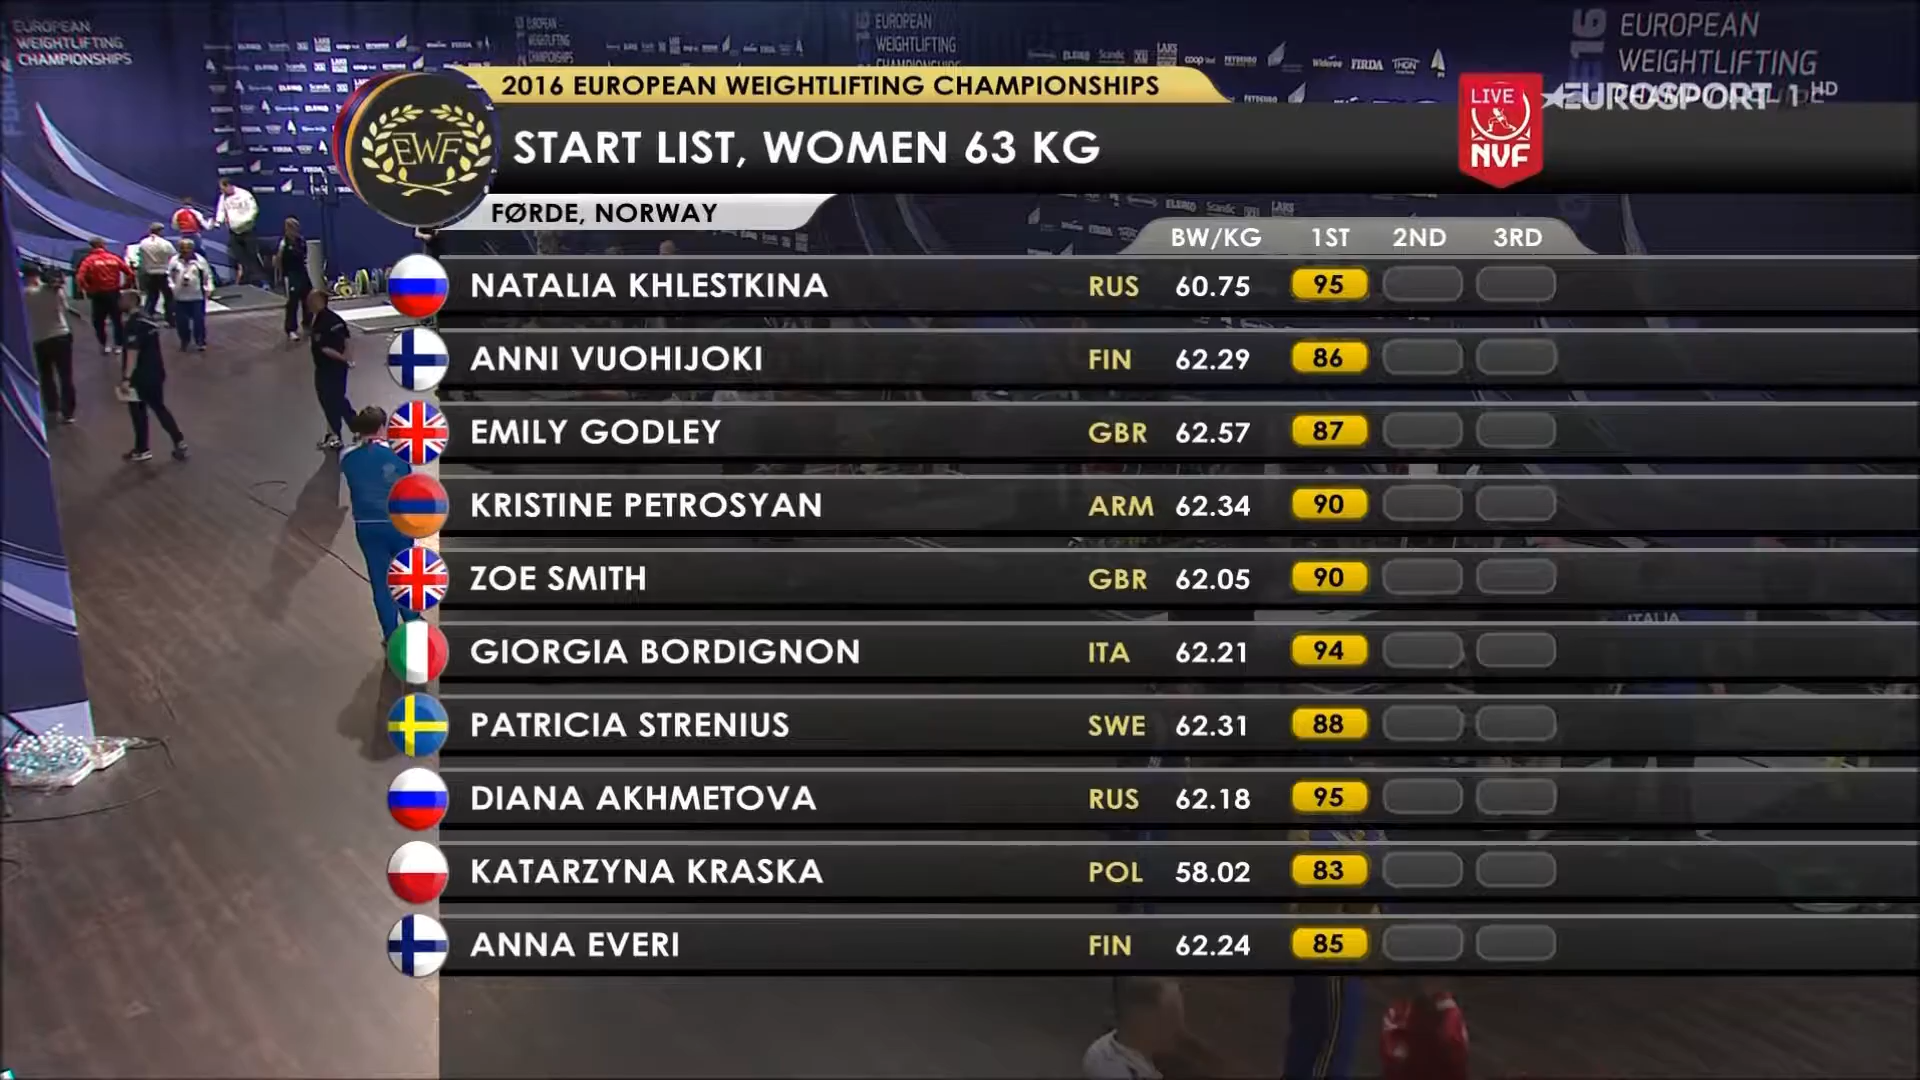 EUROPEAN
WEIGHTLIFTING
CHAMPIONSHIPS
EUROPEAN
WEIGHTLIFTING
EUROPEAN
WEIGHTLIFTING
2016 EUROPEAN WEIGHTLIFTING CHAMPIONSHIPS
EWF
START LIST, WOMEN 63 KG
LIVE
NVF
EUROSPORT 1 HD
FØRDE, NORWAY
BW/KG 1ST 2ND 3RD
NATALIA KHLESTKINA RUS 60.75 95
ANNI VUOHIJOKI FIN 62.29 86
EMILY GODLEY GBR 62.57 87
KRISTINE PETROSYAN ARM 62.34 90
ZOE SMITH GBR 62.05 90
GIORGIA BORDIGNON ITA 62.21 94
PATRICIA STRENIUS SWE 62.31 88
DIANA AKHMETOVA RUS 62.18 95
KATARZYNA KRASKA POL 58.02 83
ANNA EVERI FIN 62.24 85
ITALIA